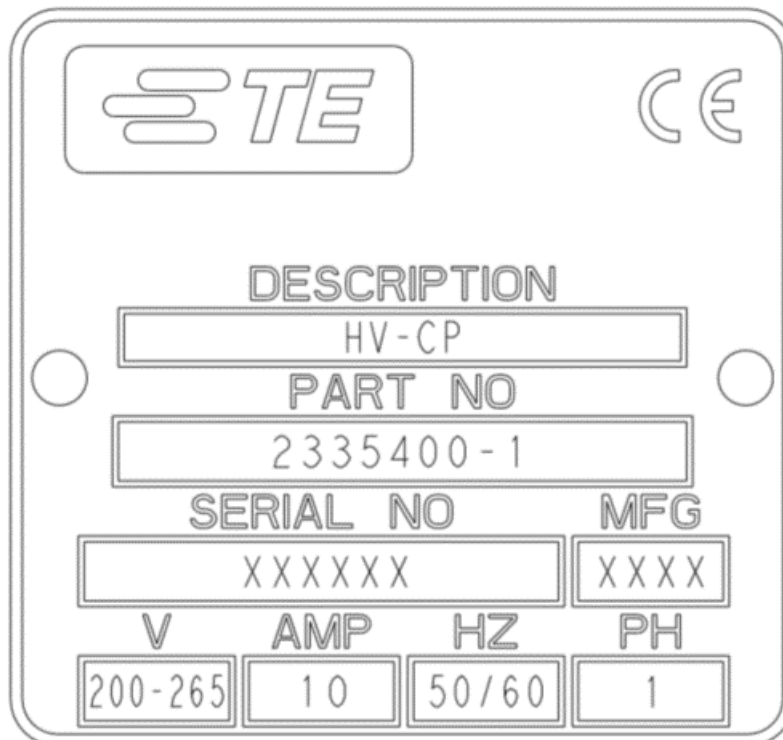 TE CE
DESCRIPTION
HV-CP
PART NO
2335400-1
SERIAL NO MFG
XXXXXX XXXX
V AMP HZ PH
200-265 10 50/60 1